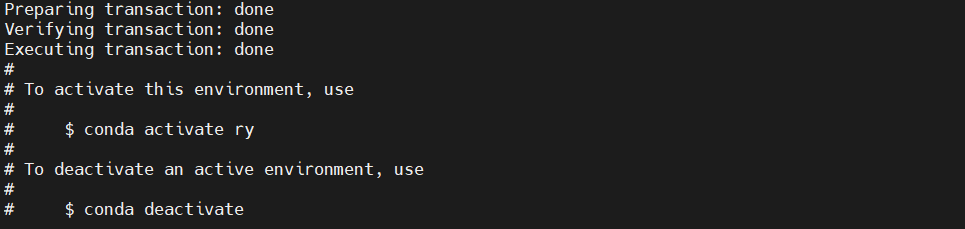 Preparing transaction: done
Verifying transaction: done
Executing transaction: done
#
# To activate this environment, use
#
#     $ conda activate ry
#
# To deactivate an active environment, use
#
#     $ conda deactivate